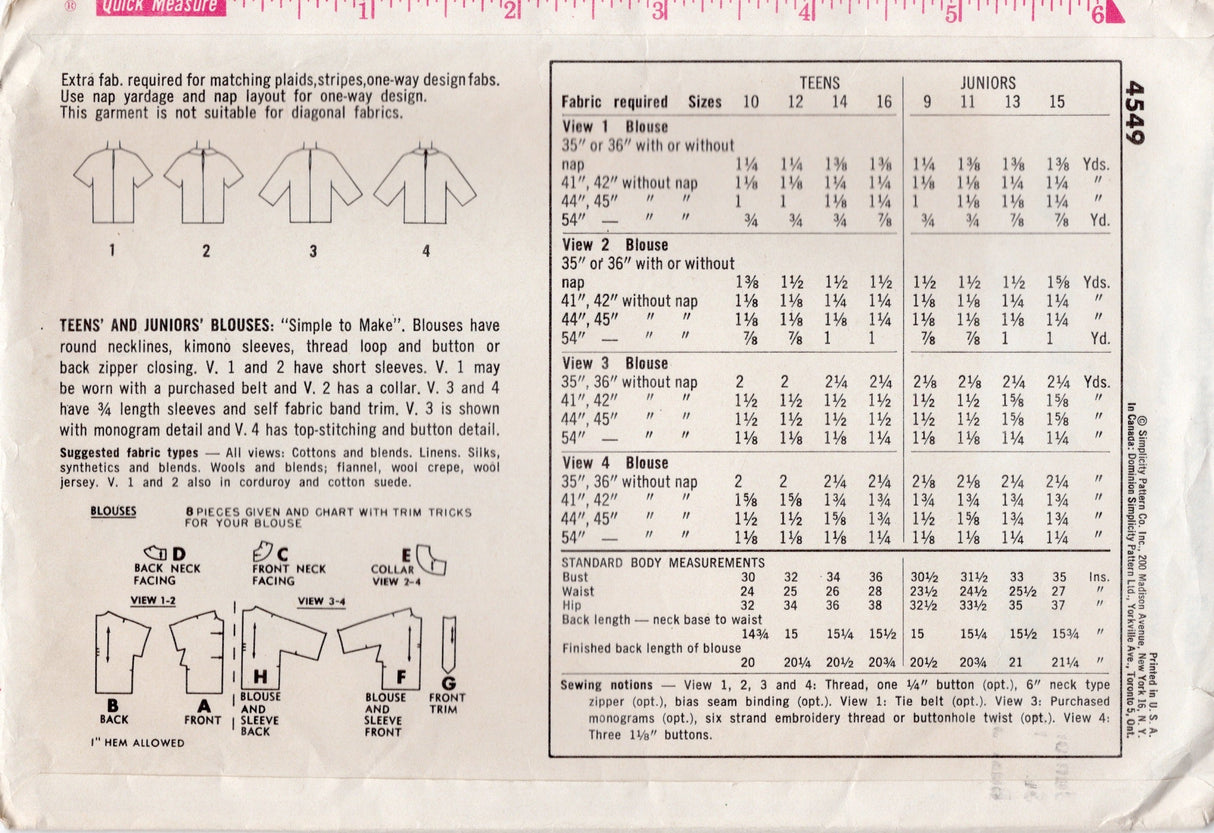 ® Quick Measure 1 2 3 4 5 6
Extra fab. required for matching plaids,stripes,one-way design fabs.
Use nap yardage and nap layout for one-way design.
This garment is not suitable for diagonal fabrics.
1 2 3 4
TEENS' AND JUNIORS' BLOUSES: "Simple to Make". Blouses have
round necklines, kimono sleeves, thread loop and button or
back zipper closing. V. 1 and 2 have short sleeves. V. 1 may
be worn with a purchased belt and V. 2 has a collar. V. 3 and 4
have ¾ length sleeves and self fabric band trim. V. 3 is shown
with monogram detail and V. 4 has top-stitching and button detail.
Suggested fabric types — All views: Cottons and blends. Linens. Silks,
synthetics and blends. Wools and blends; flannel, wool crepe, wool
jersey. V. 1 and 2 also in corduroy and cotton suede.
BLOUSES
8 PIECES GIVEN AND CHART WITH TRIM TRICKS
FOR YOUR BLOUSE
D
BACK NECK
FACING
C
FRONT NECK
FACING
E
COLLAR
VIEW 2-4
VIEW 1-2
VIEW 3-4
B
BACK
A
FRONT
H
BLOUSE
AND
SLEEVE
BACK
F
BLOUSE
AND
SLEEVE
FRONT
G
FRONT
TRIM
1" HEM ALLOWED
TEENS JUNIORS
Fabric required Sizes 10 12 14 16 9 11 13 15
View 1 Blouse
35" or 36" with or without
nap 1¼ 1¼ 1⅜ 1⅜ 1¼ 1⅜ 1⅜ 1⅜ Yds.
41", 42" without nap 1⅛ 1⅛ 1¼ 1¼ 1⅛ 1⅛ 1¼ 1¼ "
44", 45" " " 1 1 1⅛ 1¼ 1 1⅛ 1⅛ 1¼ "
54" — " " ¾ ¾ ¾ ⅞ ¾ ¾ ⅞ ⅞ Yd.
View 2 Blouse
35" or 36" with or without
nap 1⅜ 1½ 1½ 1½ 1½ 1½ 1½ 1⅝ Yds.
41", 42" without nap 1⅛ 1⅛ 1¼ 1¼ 1⅛ 1⅛ 1¼ 1¼ "
44", 45" " " 1⅛ 1⅛ 1⅛ 1¼ 1⅛ 1⅛ 1⅛ 1¼ "
54" — " " ⅞ ⅞ 1 1 ⅞ ⅞ 1 1 Yd.
View 3 Blouse
35", 36" without nap 2 2 2¼ 2¼ 2⅛ 2⅛ 2¼ 2¼ Yds.
41", 42" " " 1½ 1½ 1½ 1½ 1½ 1½ 1⅝ 1⅝ "
44", 45" " " 1½ 1½ 1½ 1½ 1½ 1½ 1⅝ 1⅝ "
54" — " " 1⅛ 1⅛ 1⅛ 1¼ 1⅛ 1⅛ 1¼ 1¼ "
View 4 Blouse
35", 36" without nap 2 2 2¼ 2¼ 2⅛ 2⅛ 2¼ 2¼ "
41", 42" " " 1⅝ 1⅝ 1¾ 1¾ 1¾ 1¾ 1¾ 1¾ "
44", 45" " " 1½ 1½ 1⅝ 1¾ 1½ 1⅝ 1¾ 1¾ "
54" — " " 1⅛ 1⅛ 1⅛ 1¼ 1⅛ 1⅛ 1¼ 1¼ "
STANDARD BODY MEASUREMENTS
Bust 30 32 34 36 30½ 31½ 33 35 Ins.
Waist 24 25 26 28 23½ 24½ 25½ 27 "
Hip 32 34 36 38 32½ 33½ 35 37 "
Back length — neck base to waist
14¾ 15 15¼ 15½ 15 15¼ 15½ 15¾ "
Finished back length of blouse
20 20¼ 20½ 20¾ 20½ 20¾ 21 21¼ "
Sewing notions — View 1, 2, 3 and 4: Thread, one ¼" button (opt.), 6" neck type
zipper (opt.), bias seam binding (opt.). View 1: Tie belt (opt.). View 3: Purchased
monograms (opt.), six strand embroidery thread or buttonhole twist (opt.). View 4:
Three 1⅛" buttons.
4549
© Simplicity Pattern Co. Inc., 200 Madison Avenue, New York 16, N. Y.
In Canada: Dominion Simplicity Pattern Ltd., Yorkville Ave., Toronto 5, Ont.
Printed in U. S. A.